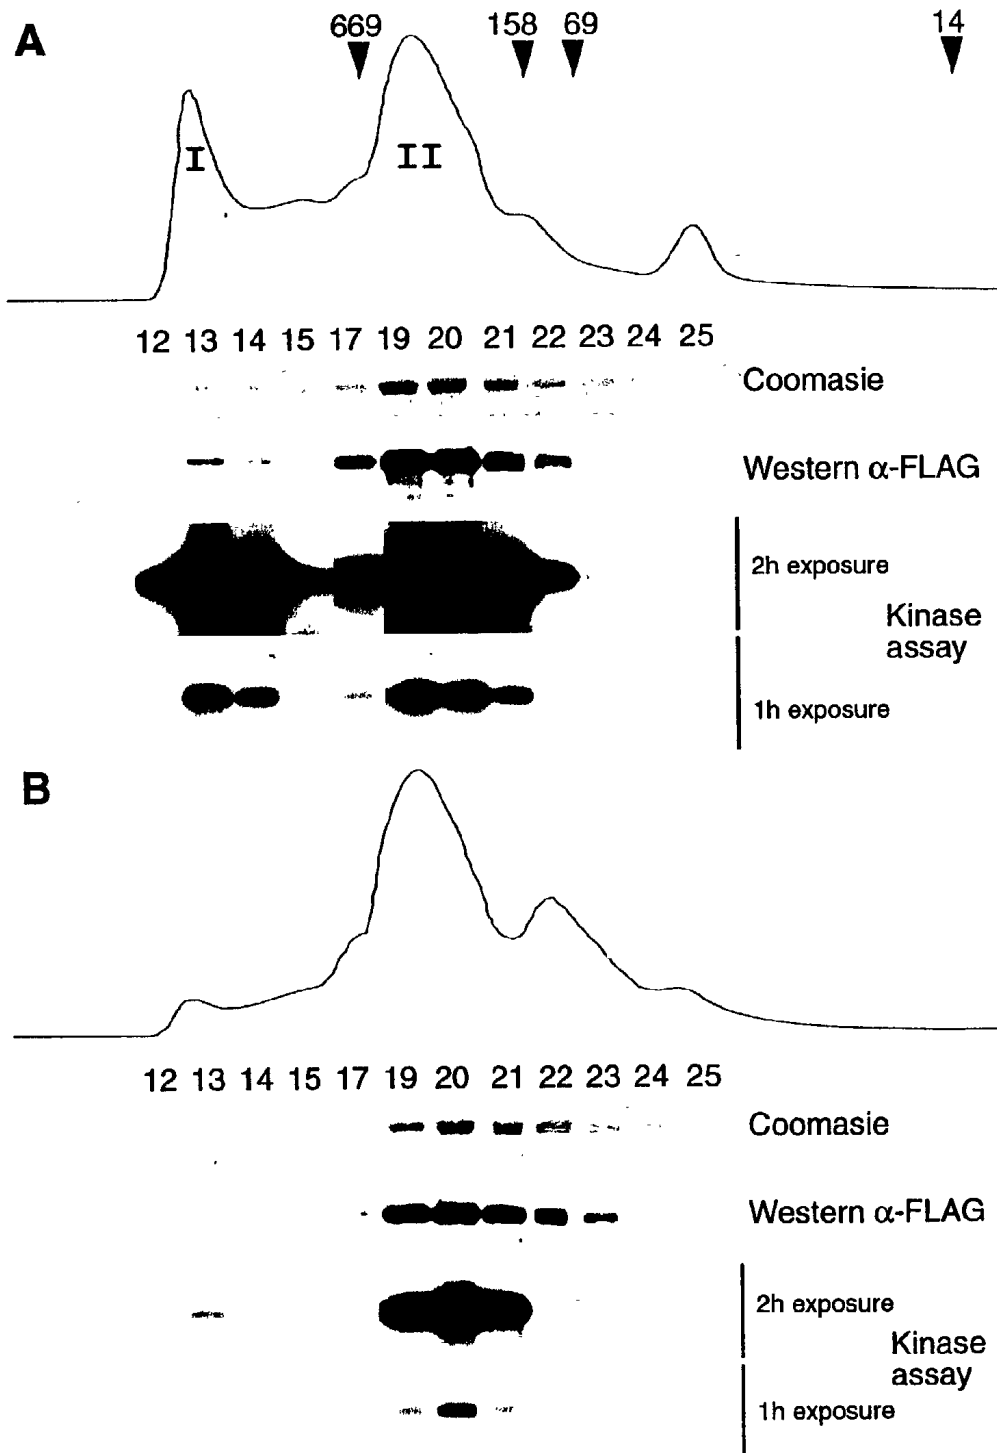 A
669 158 69 14
I II
12 13 14 15 17 19 20 21 22 23 24 25
Coomasie
Western α-FLAG
2h exposure
Kinase
assay
1h exposure
B
12 13 14 15 17 19 20 21 22 23 24 25
Coomasie
Western α-FLAG
2h exposure
Kinase
assay
1h exposure